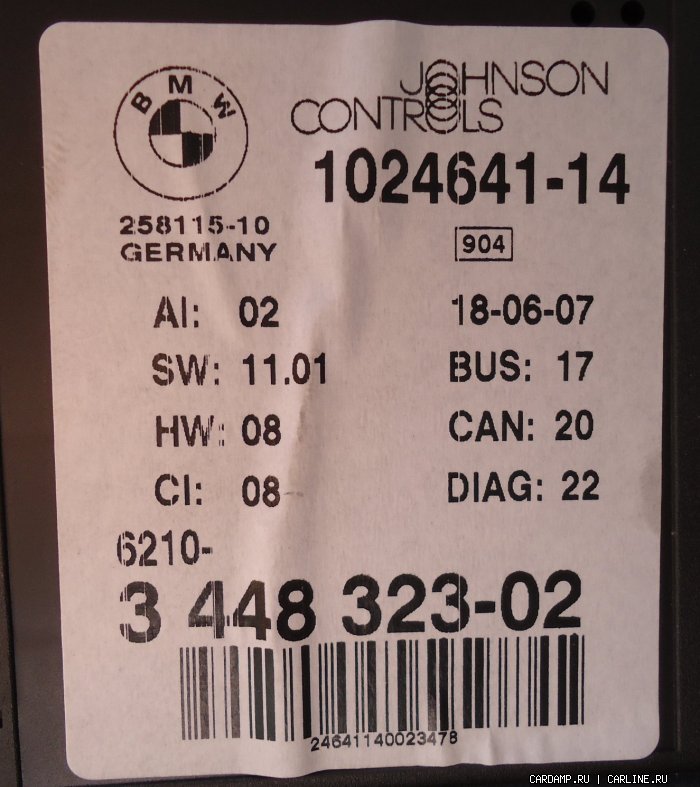 BMW
JOHNSON
CONTROLS
1024641-14
258115-10
GERMANY
904
AI: 02 18-06-07
SW: 11.01 BUS: 17
HW: 08 CAN: 20
CI: 08 DIAG: 22
6210-
3 448 323-02
24641140023478
CARDAMP.RU | CARLINE.RU